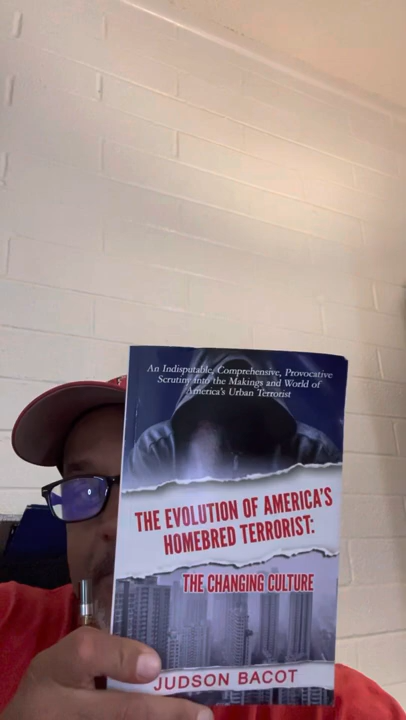 An Indisputable, Comprehensive, Provocative
Scrutiny into the Makings and World of
America's Urban Terrorist
THE EVOLUTION OF AMERICA'S
HOMEBRED TERRORIST:
THE CHANGING CULTURE
JUDSON BACOT